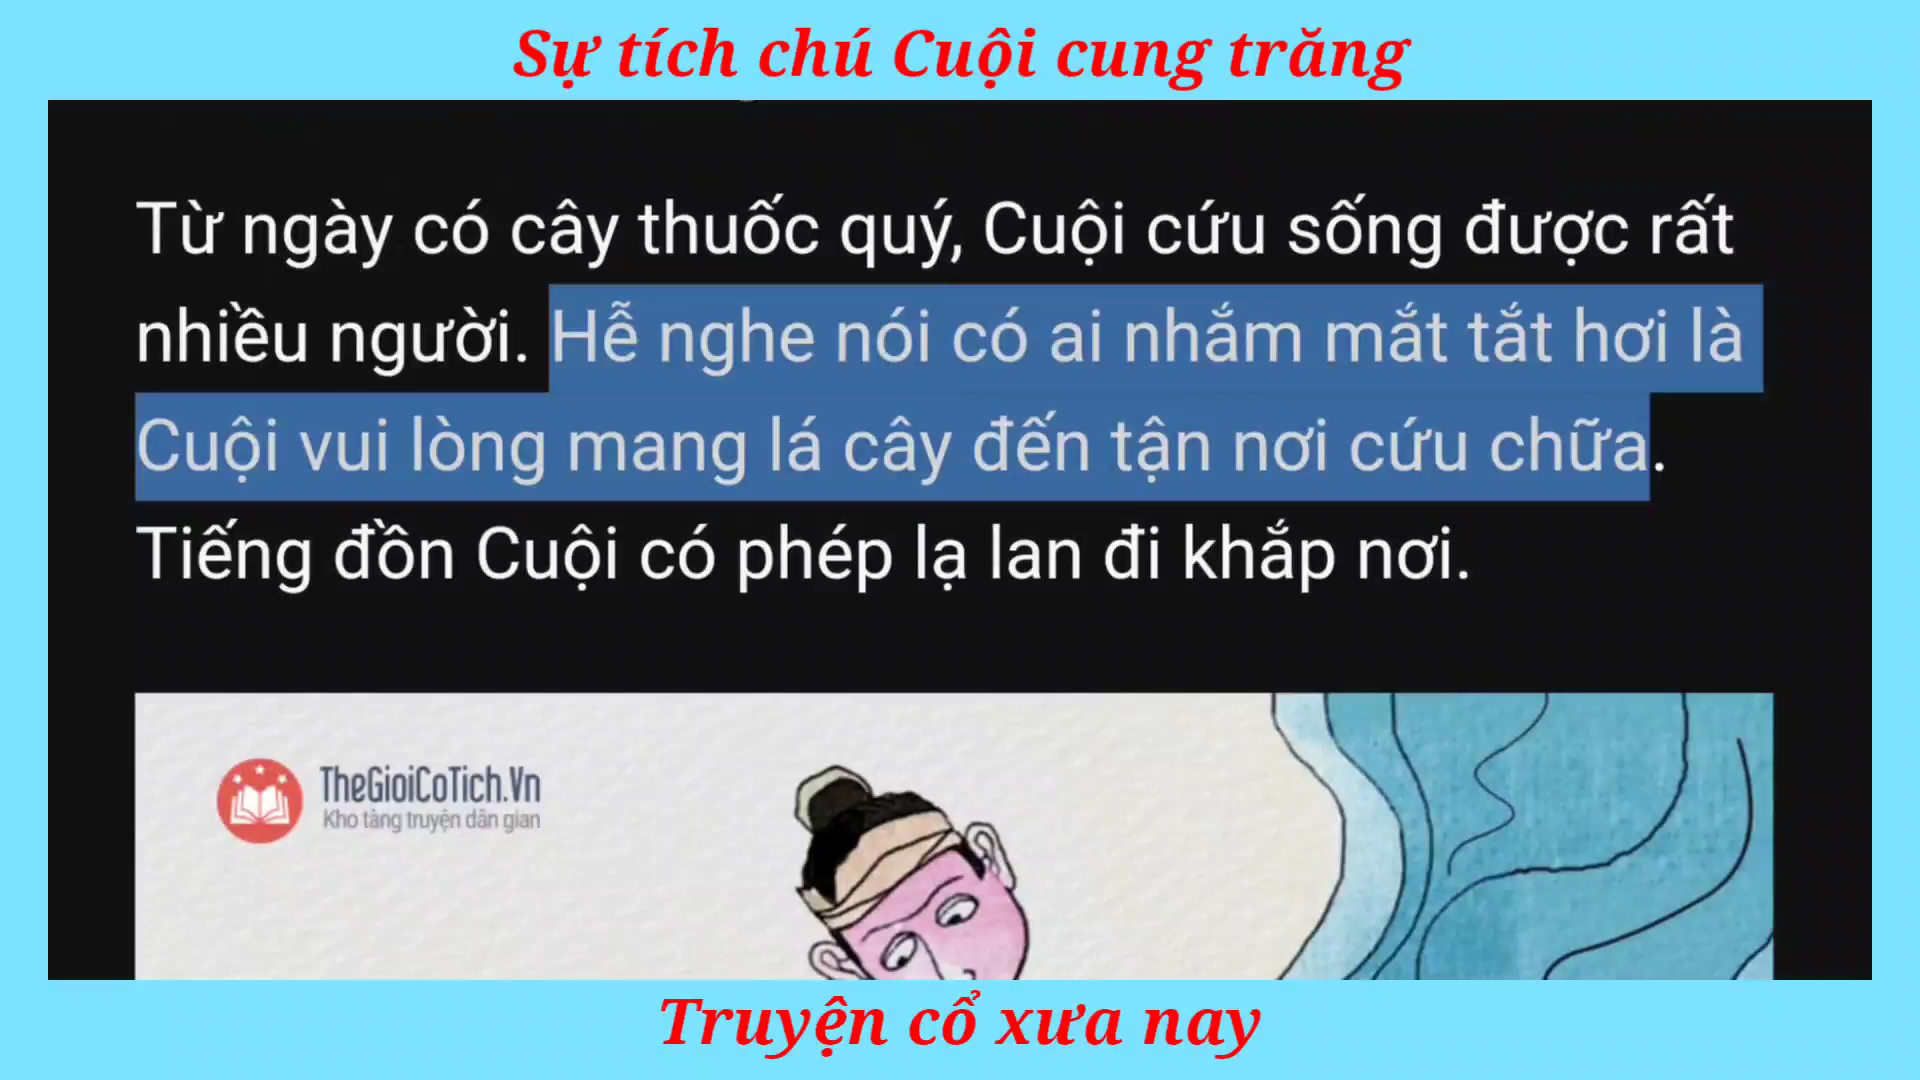 Sự tích chú Cuội cung trăng
Từ ngày có cây thuốc quý, Cuội cứu sống được rất
nhiều người. Hễ nghe nói có ai nhắm mắt tắt hơi là
Cuội vui lòng mang lá cây đến tận nơi cứu chữa.
Tiếng đồn Cuội có phép lạ lan đi khắp nơi.
TheGioiCoTich.Vn
Kho tàng truyện dân gian
Truyện cổ xưa nay